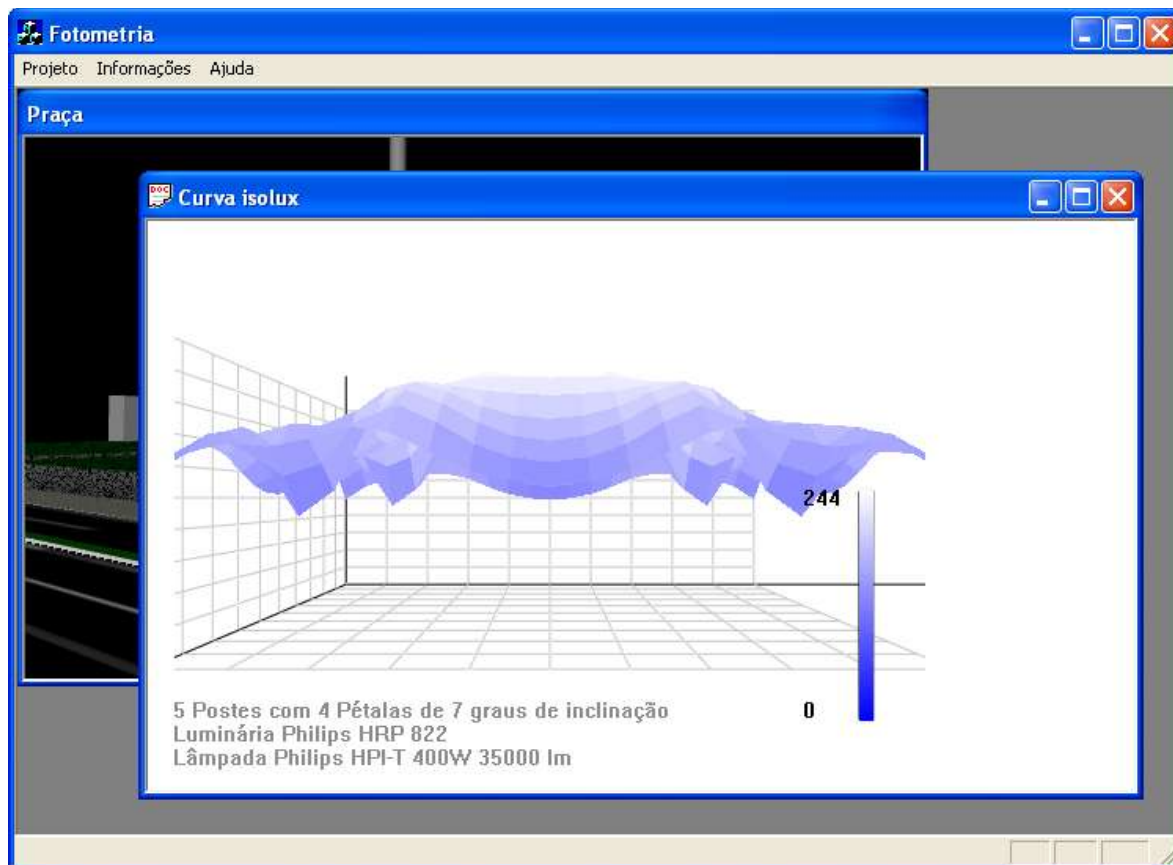 Fotometria
Projeto Informações Ajuda
Praça
DOC
Curva isolux
244
0
5 Postes com 4 Pétalas de 7 graus de inclinação
Luminária Philips HRP 822
Lâmpada Philips HPI-T 400W 35000 lm